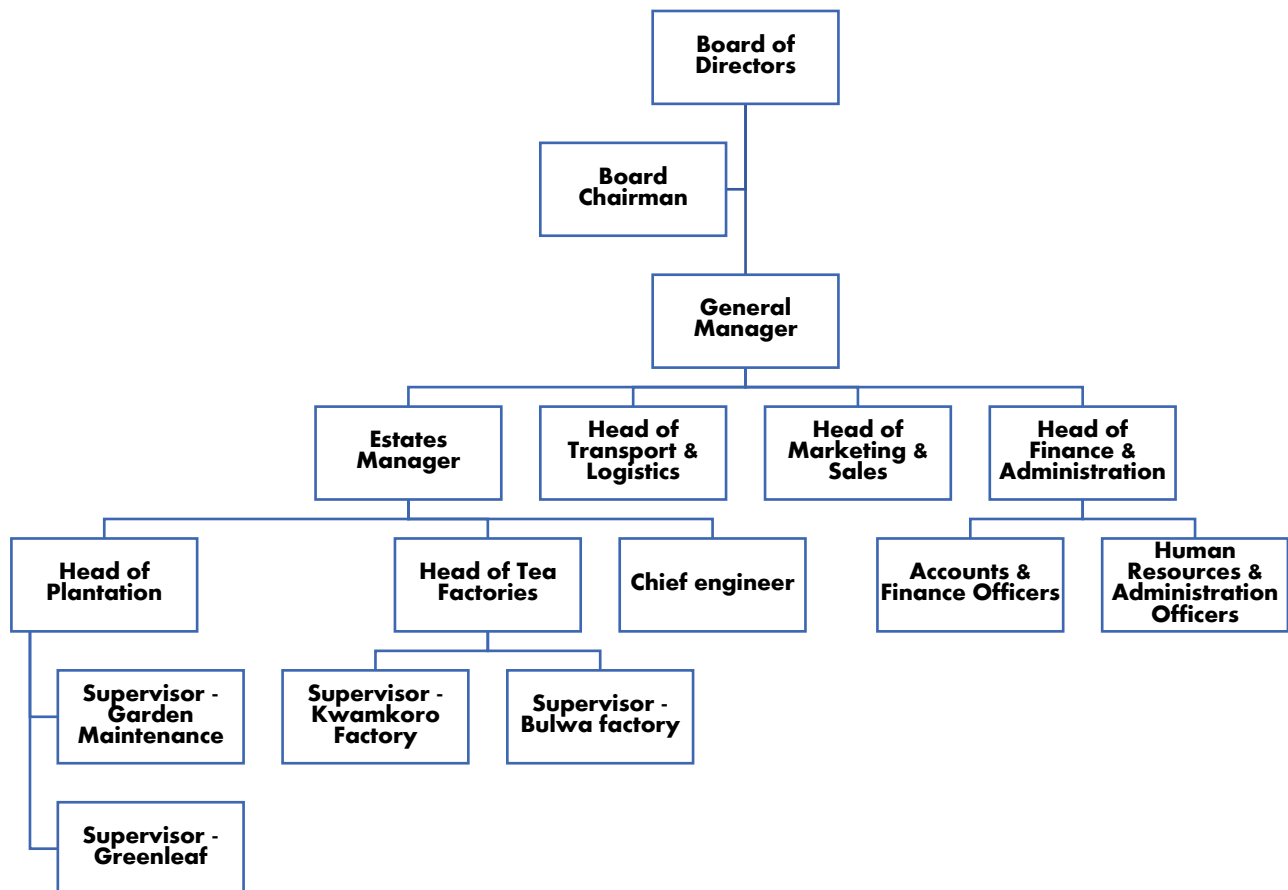 Board of
Directors
Board
Chairman
General
Manager
Estates
Manager
Head of
Transport &
Logistics
Head of
Marketing &
Sales
Head of
Finance &
Administration
Head of
Plantation
Head of Tea
Factories
Chief engineer
Accounts &
Finance Officers
Human
Resources &
Administration
Officers
Supervisor -
Garden
Maintenance
Supervisor -
Kwamkoro
Factory
Supervisor -
Bulwa factory
Supervisor -
Greenleaf